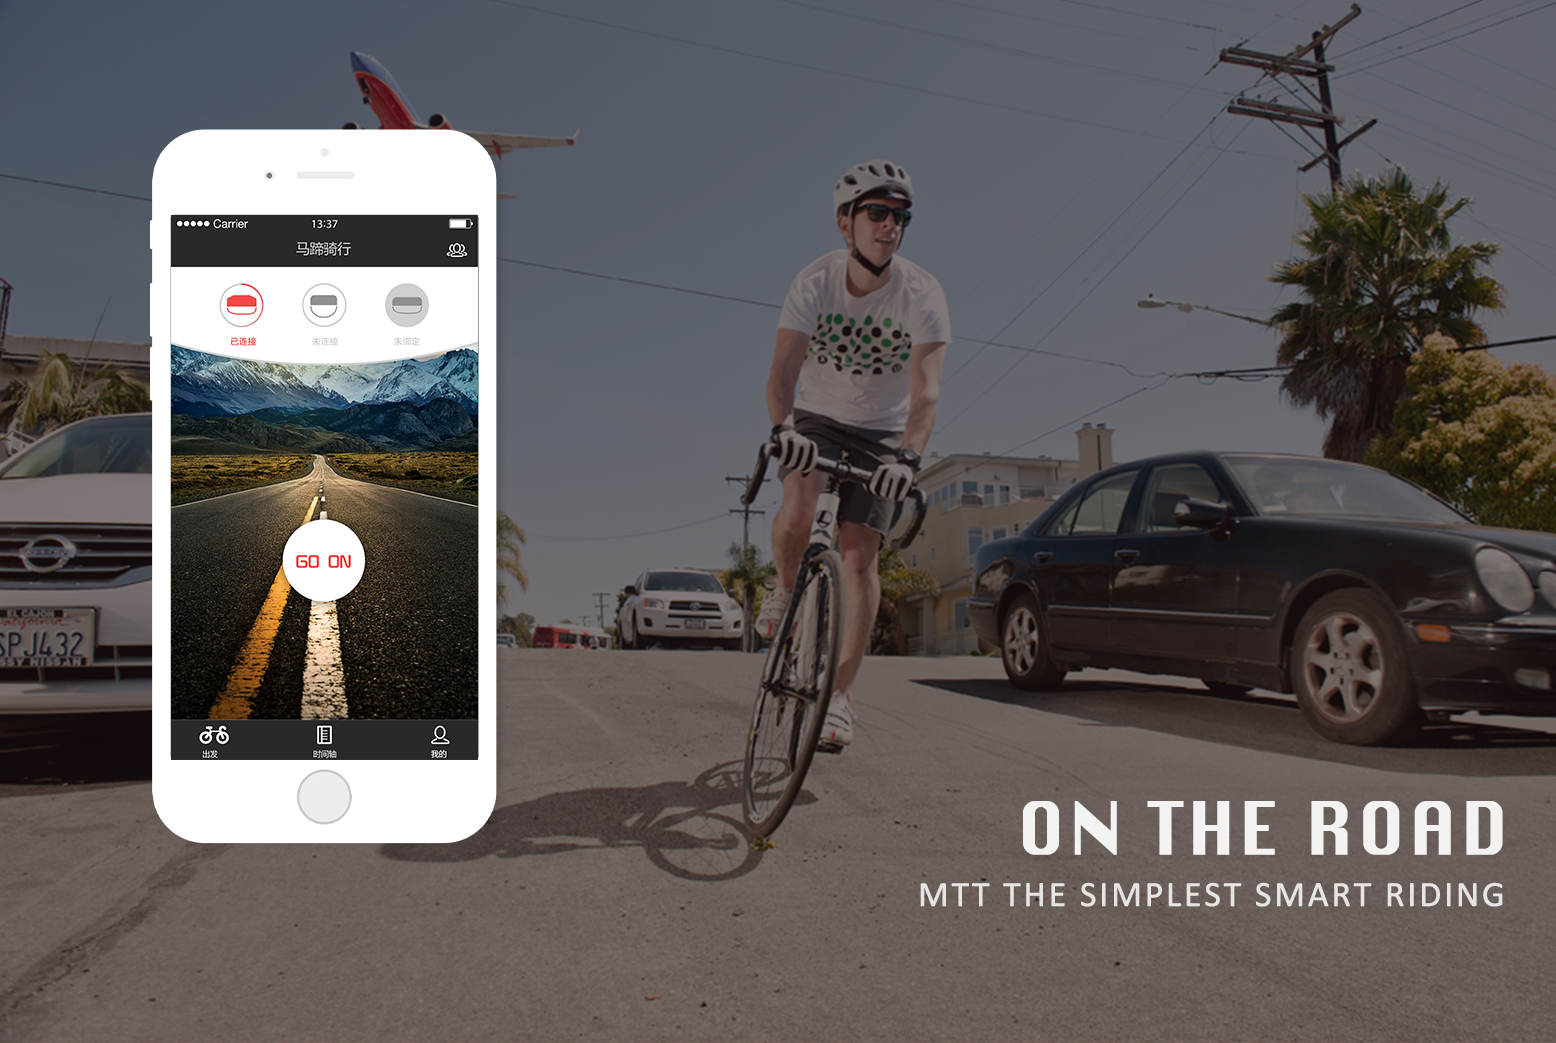 Carrier 13:37
马蹄骑行
已连接 未连接 未绑定
GO ON
出发 时间轴 我的
NISSAN
EL CAJON
California
SPJ432
SSY NISSAN
ON THE ROAD
MTT THE SIMPLEST SMART RIDING